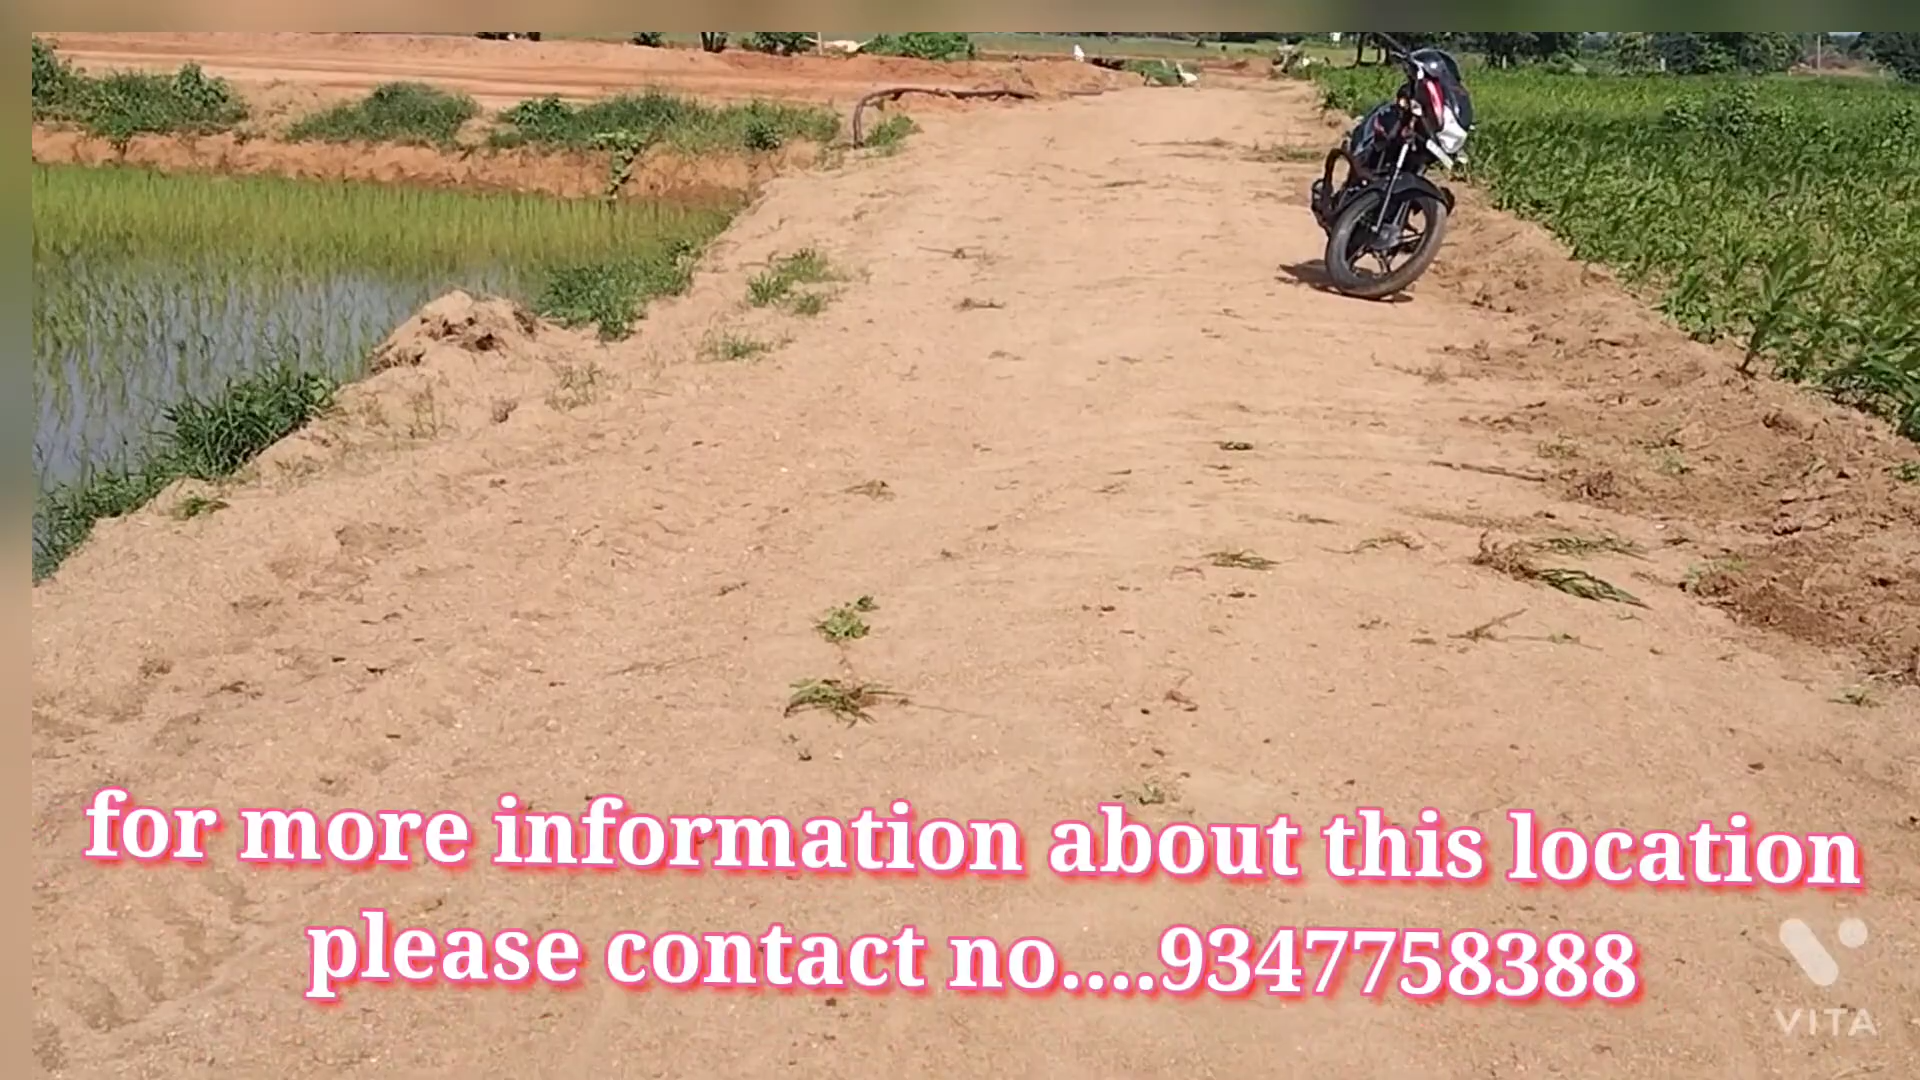 for more information about this location
please contact no....9347758388
VITA